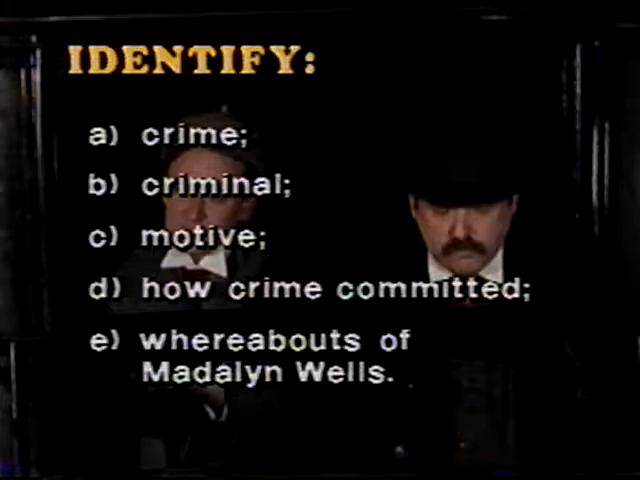 IDENTIFY:
a) crime;
b) criminal;
c) motive;
d) how crime committed;
e) whereabouts of
Madalyn Wells.